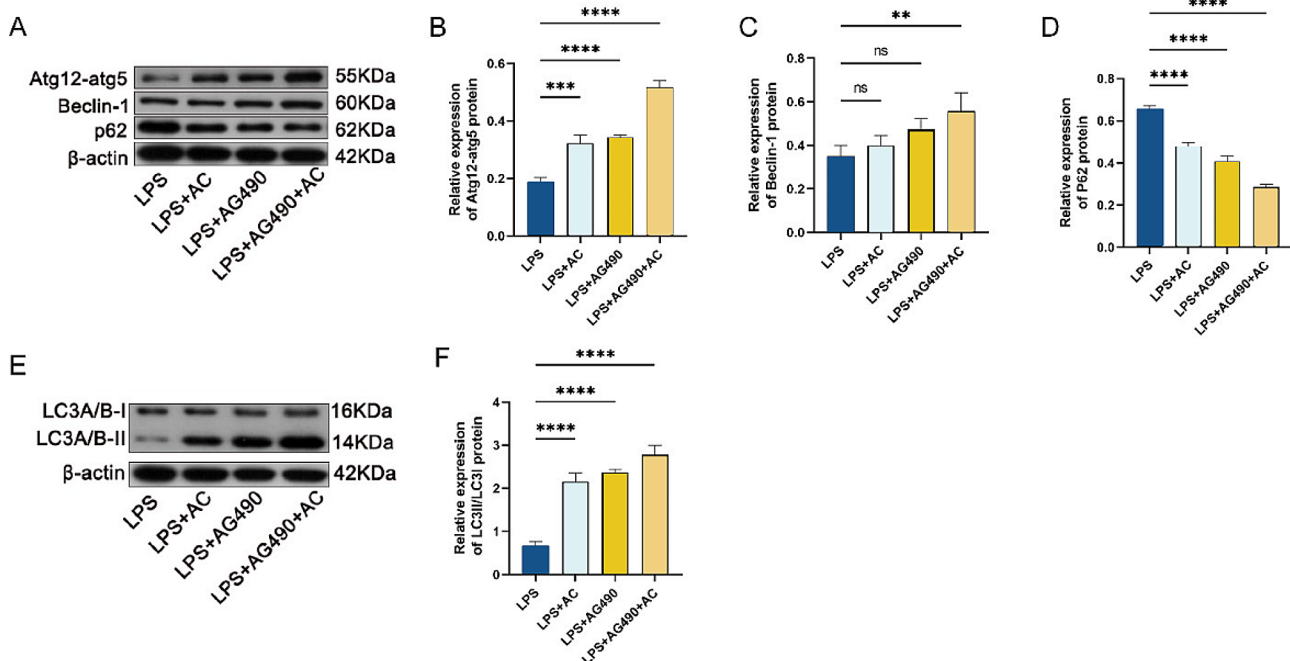 A
Atg12-atg5
55KDa
Beclin-1
60KDa
p62
62KDa
β-actin
42KDa
LPS
LPS+AC
LPS+AG490
LPS+AG490+AC
B
Relative expression
of Atg12-atg5 protein
0.6
0.4
0.2
0.0
****
****
***
LPS
LPS+AC
LPS+AG490
LPS+AG490+AC
C
Relative expression
of Beclin-1 protein
0.8
0.6
0.4
0.2
0.0
**
ns
ns
LPS
LPS+AC
LPS+AG490
LPS+AG490+AC
D
Relative expression
of P62 protein
0.8
0.6
0.4
0.2
0.0
****
****
****
LPS
LPS+AC
LPS+AG490
LPS+AG490+AC
E
LC3A/B-I
16KDa
LC3A/B-II
14KDa
β-actin
42KDa
LPS
LPS+AC
LPS+AG490
LPS+AG490+AC
F
Relative expression
of LC3II/LC3I protein
4
3
2
1
0
****
****
****
LPS
LPS+AC
LPS+AG490
LPS+AG490+AC